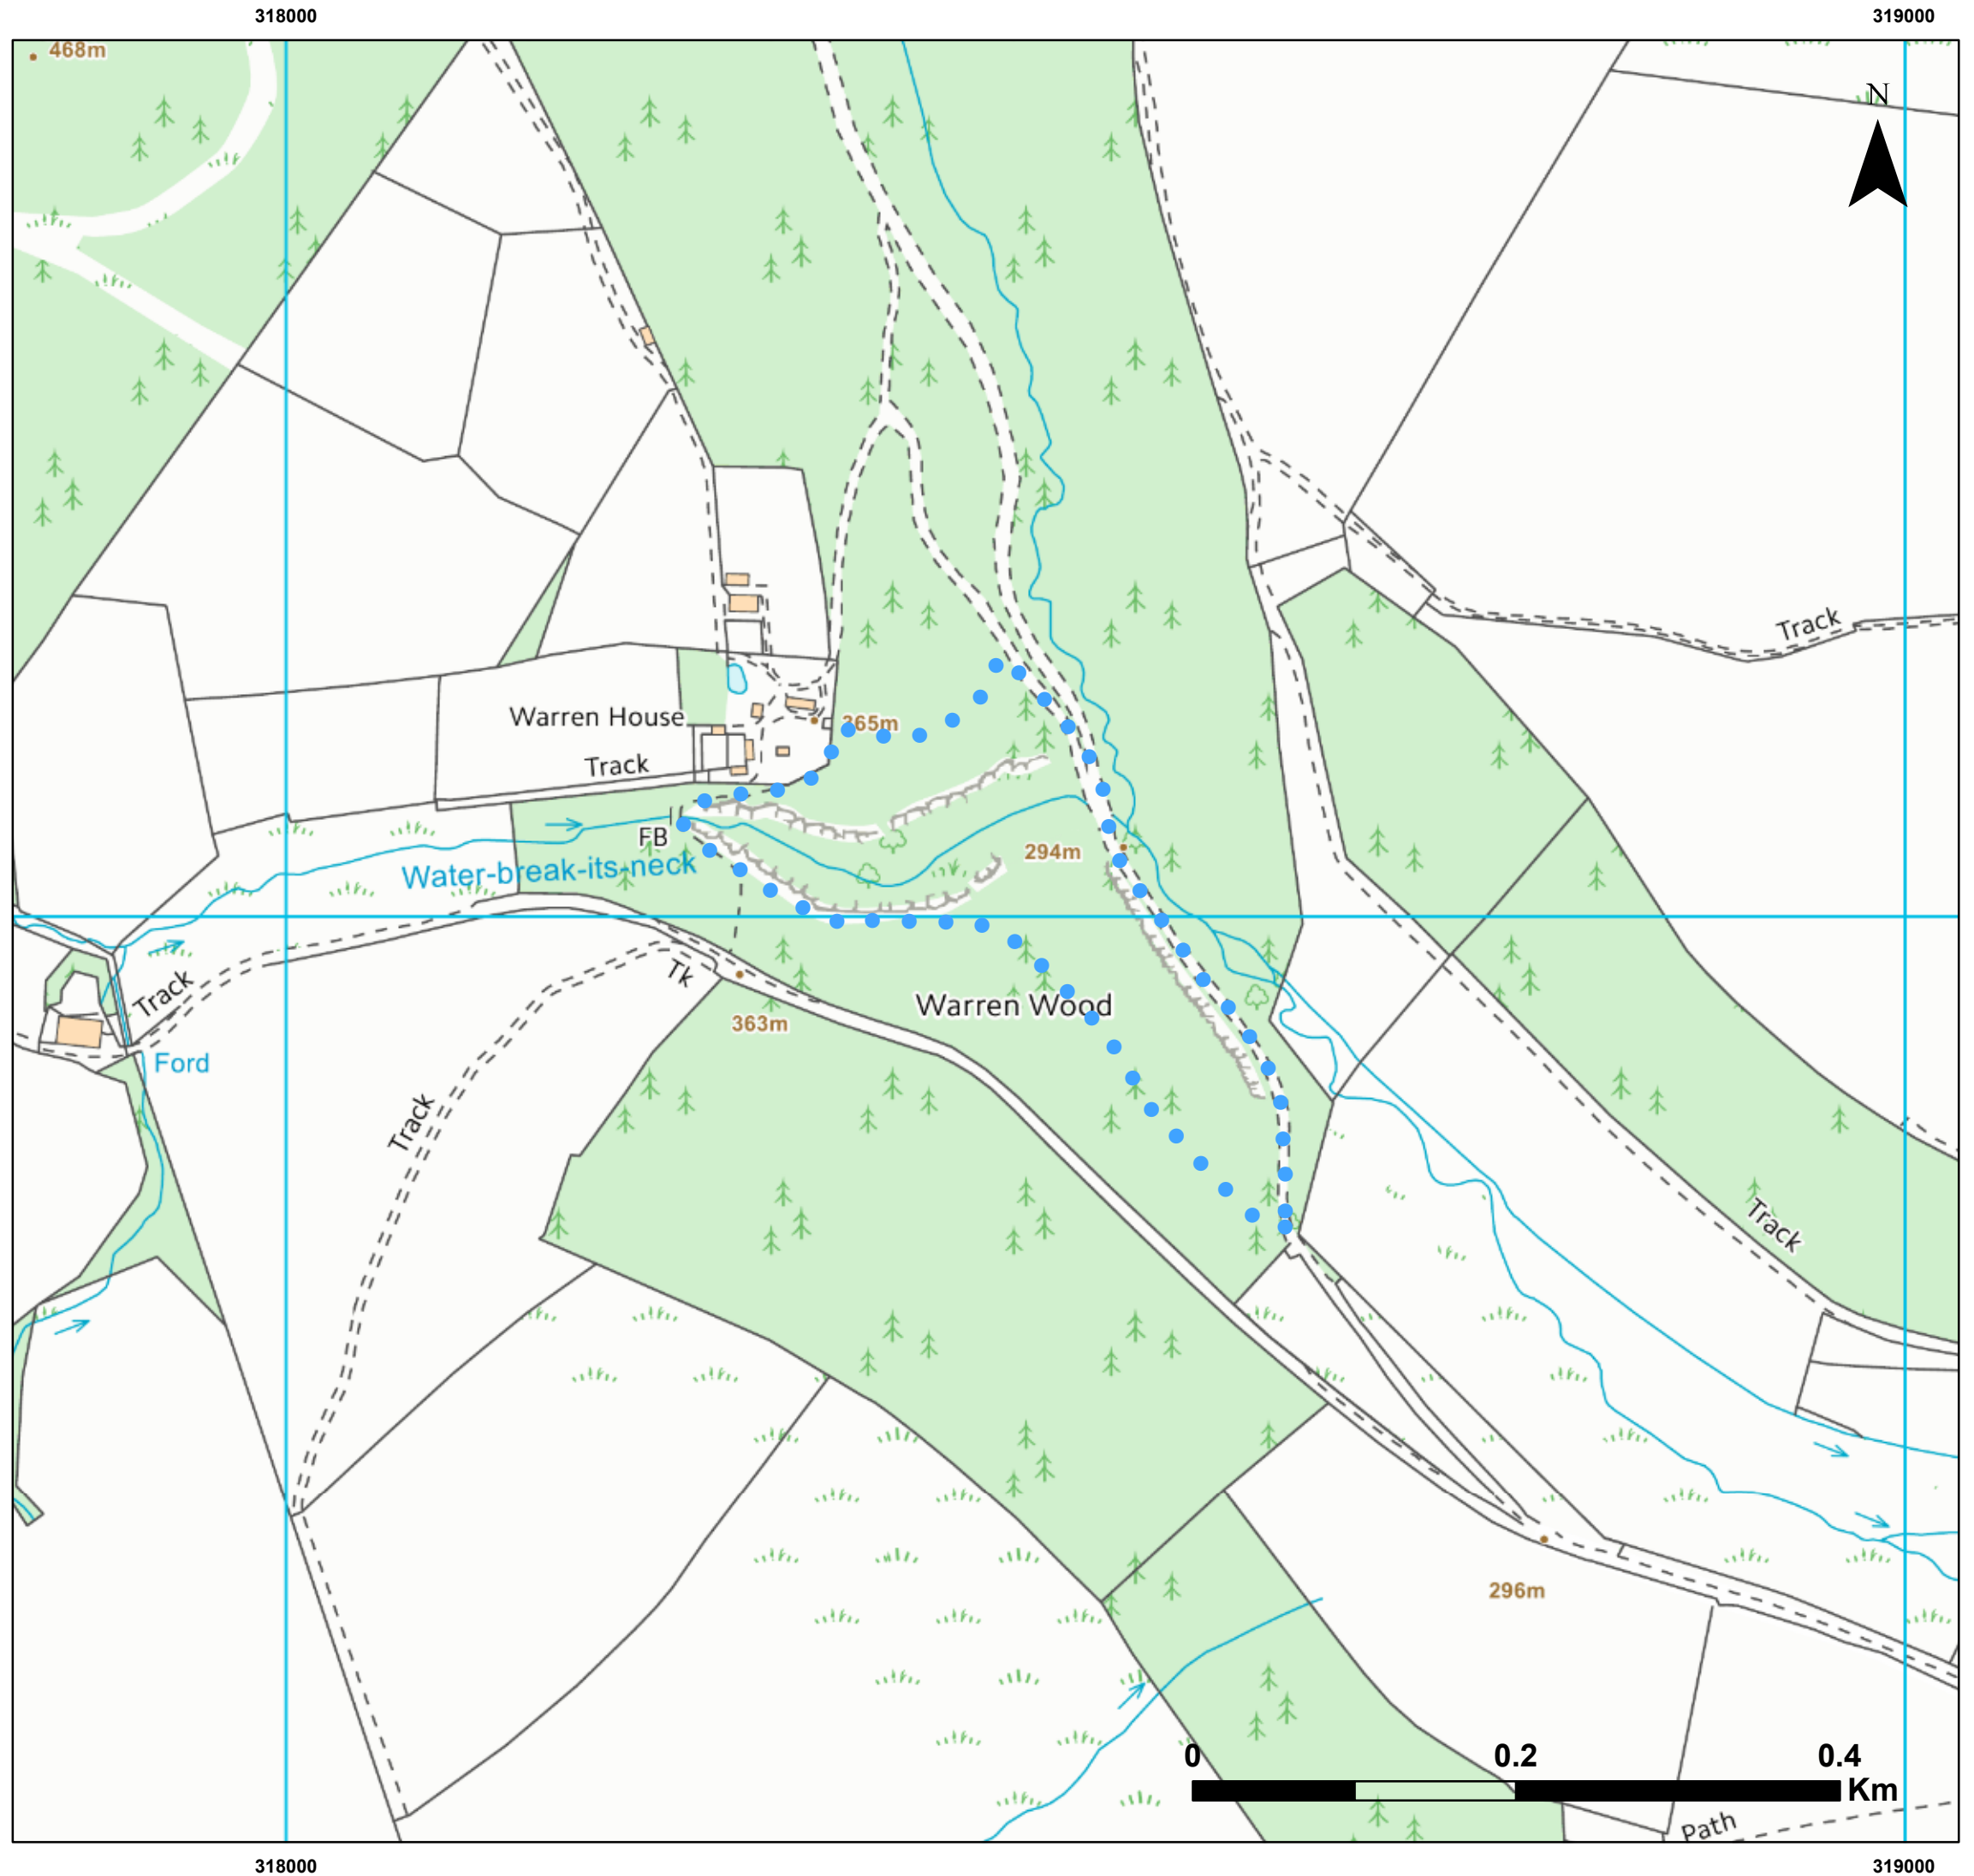 318000
319000
468m
N
Track
Warren House
365m
Track
FB
294m
Water-break-its-neck
Track
Tk
Warren Wood
363m
Ford
Track
Track
296m
0
0.2
0.4
Km
Path
318000
319000